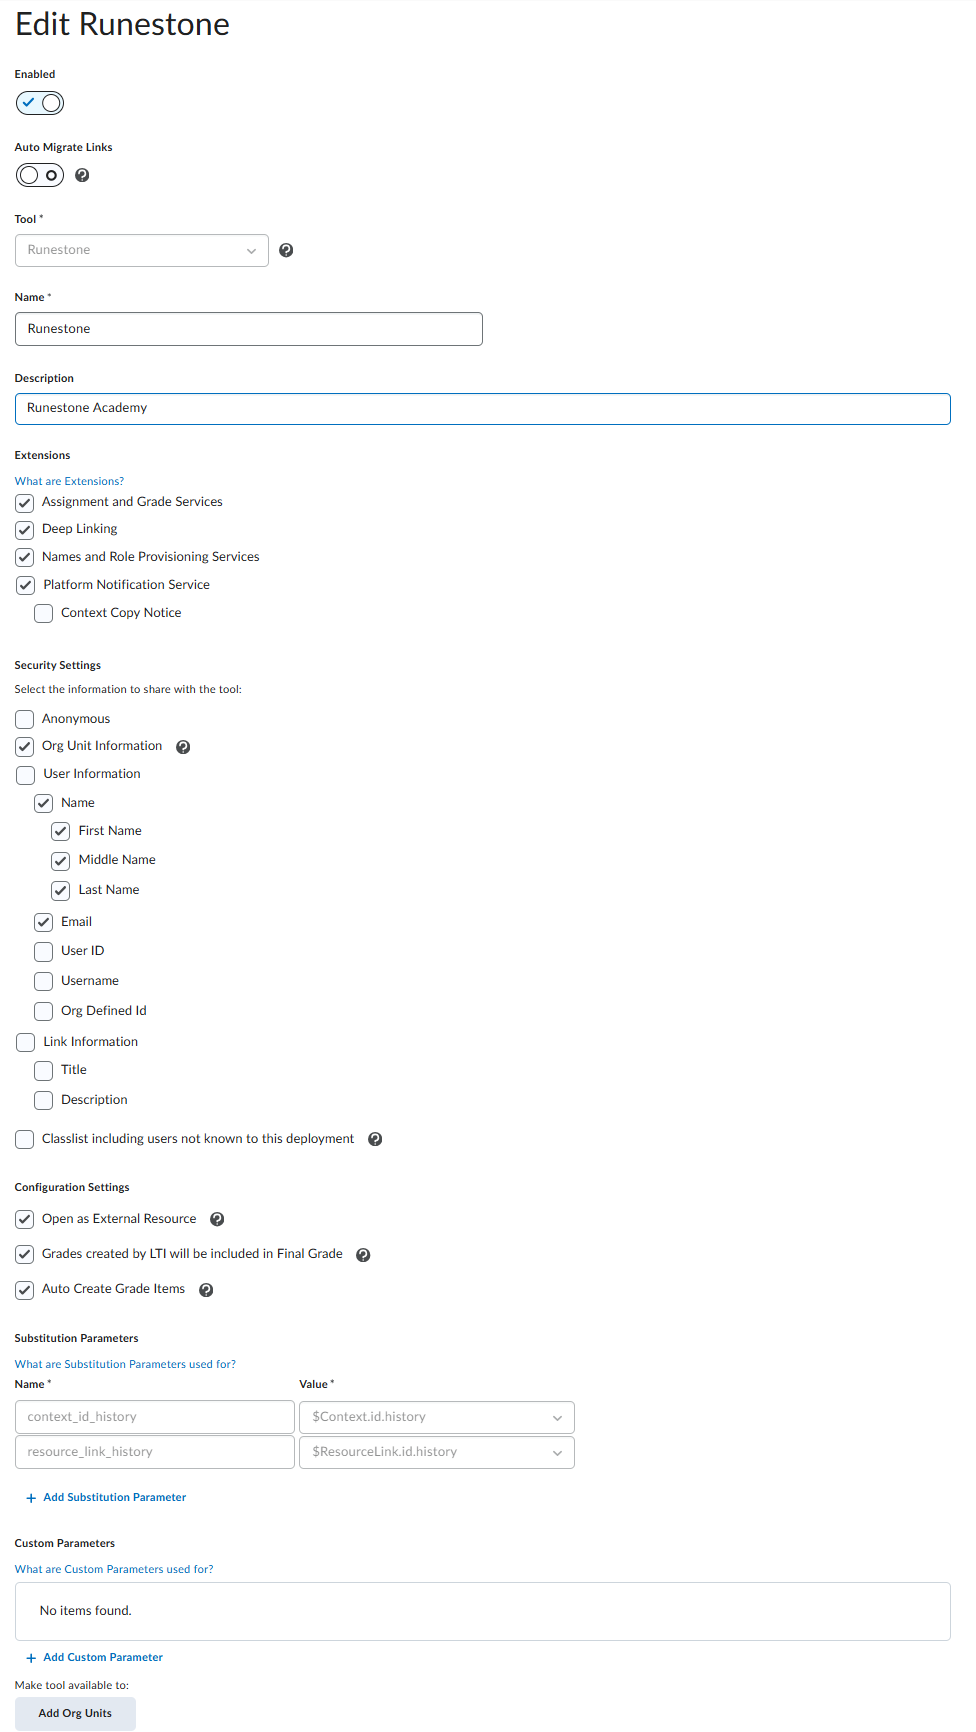 Edit Runestone
Enabled
Auto Migrate Links
Tool *
Runestone
Name *
Runestone
Description
Runestone Academy
Extensions
What are Extensions?
Assignment and Grade Services
Deep Linking
Names and Role Provisioning Services
Platform Notification Service
Context Copy Notice
Security Settings
Select the information to share with the tool:
Anonymous
Org Unit Information
User Information
Name
First Name
Middle Name
Last Name
Email
User ID
Username
Org Defined Id
Link Information
Title
Description
Classlist including users not known to this deployment
Configuration Settings
Open as External Resource
Grades created by LTI will be included in Final Grade
Auto Create Grade Items
Substitution Parameters
What are Substitution Parameters used for?
Name * Value *
context_id_history $Context.id.history
resource_link_history $ResourceLink.id.history
+ Add Substitution Parameter
Custom Parameters
What are Custom Parameters used for?
No items found.
+ Add Custom Parameter
Make tool available to:
Add Org Units